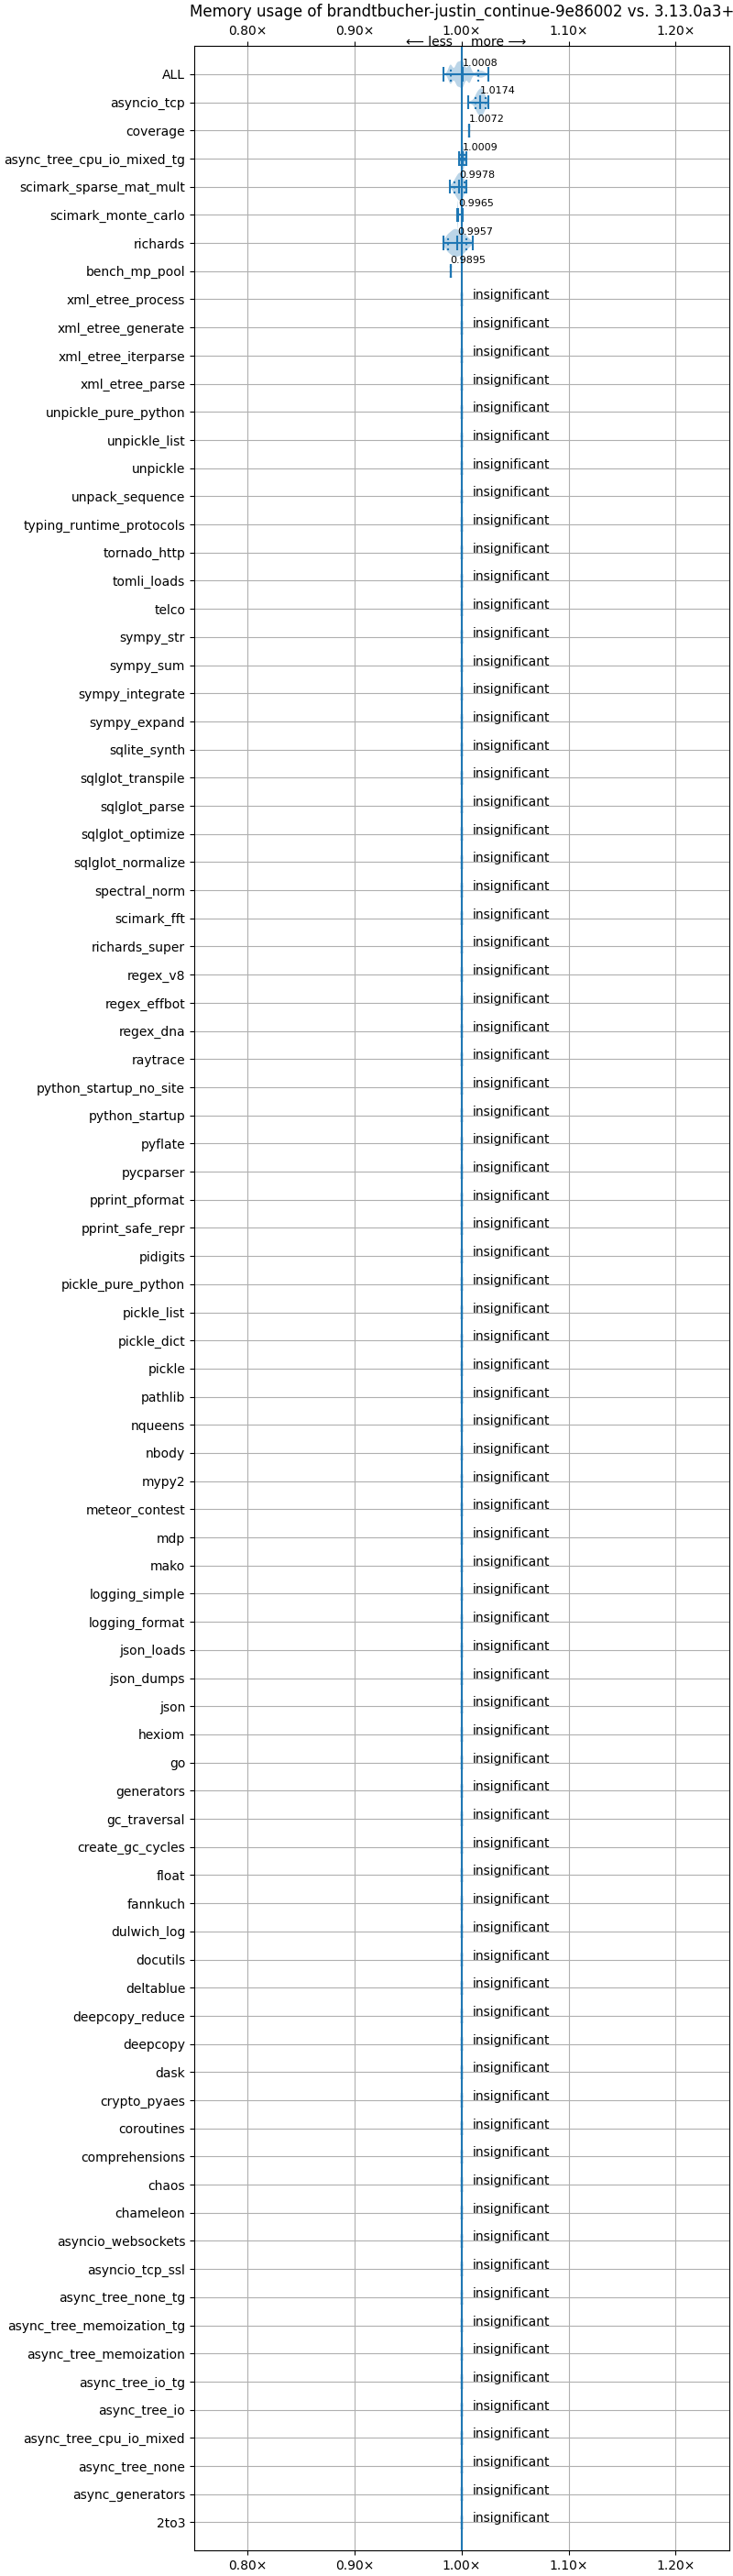 Memory usage of brandtbucher-justin_continue-9e86002 vs. 3.13.0a3+
0.80× 0.90× 1.00× 1.10× 1.20×
⟵ less more ⟶
ALL 1.0008
asyncio_tcp 1.0174
coverage 1.0072
async_tree_cpu_io_mixed_tg 1.0009
scimark_sparse_mat_mult 0.9978
scimark_monte_carlo 0.9965
richards 0.9957
bench_mp_pool 0.9895
xml_etree_process insignificant
xml_etree_generate insignificant
xml_etree_iterparse insignificant
xml_etree_parse insignificant
unpickle_pure_python insignificant
unpickle_list insignificant
unpickle insignificant
unpack_sequence insignificant
typing_runtime_protocols insignificant
tornado_http insignificant
tomli_loads insignificant
telco insignificant
sympy_str insignificant
sympy_sum insignificant
sympy_integrate insignificant
sympy_expand insignificant
sqlite_synth insignificant
sqlglot_transpile insignificant
sqlglot_parse insignificant
sqlglot_optimize insignificant
sqlglot_normalize insignificant
spectral_norm insignificant
scimark_fft insignificant
richards_super insignificant
regex_v8 insignificant
regex_effbot insignificant
regex_dna insignificant
raytrace insignificant
python_startup_no_site insignificant
python_startup insignificant
pyflate insignificant
pycparser insignificant
pprint_pformat insignificant
pprint_safe_repr insignificant
pidigits insignificant
pickle_pure_python insignificant
pickle_list insignificant
pickle_dict insignificant
pickle insignificant
pathlib insignificant
nqueens insignificant
nbody insignificant
mypy2 insignificant
meteor_contest insignificant
mdp insignificant
mako insignificant
logging_simple insignificant
logging_format insignificant
json_loads insignificant
json_dumps insignificant
json insignificant
hexiom insignificant
go insignificant
generators insignificant
gc_traversal insignificant
create_gc_cycles insignificant
float insignificant
fannkuch insignificant
dulwich_log insignificant
docutils insignificant
deltablue insignificant
deepcopy_reduce insignificant
deepcopy insignificant
dask insignificant
crypto_pyaes insignificant
coroutines insignificant
comprehensions insignificant
chaos insignificant
chameleon insignificant
asyncio_websockets insignificant
asyncio_tcp_ssl insignificant
async_tree_none_tg insignificant
async_tree_memoization_tg insignificant
async_tree_memoization insignificant
async_tree_io_tg insignificant
async_tree_io insignificant
async_tree_cpu_io_mixed insignificant
async_tree_none insignificant
async_generators insignificant
2to3 insignificant
0.80× 0.90× 1.00× 1.10× 1.20×